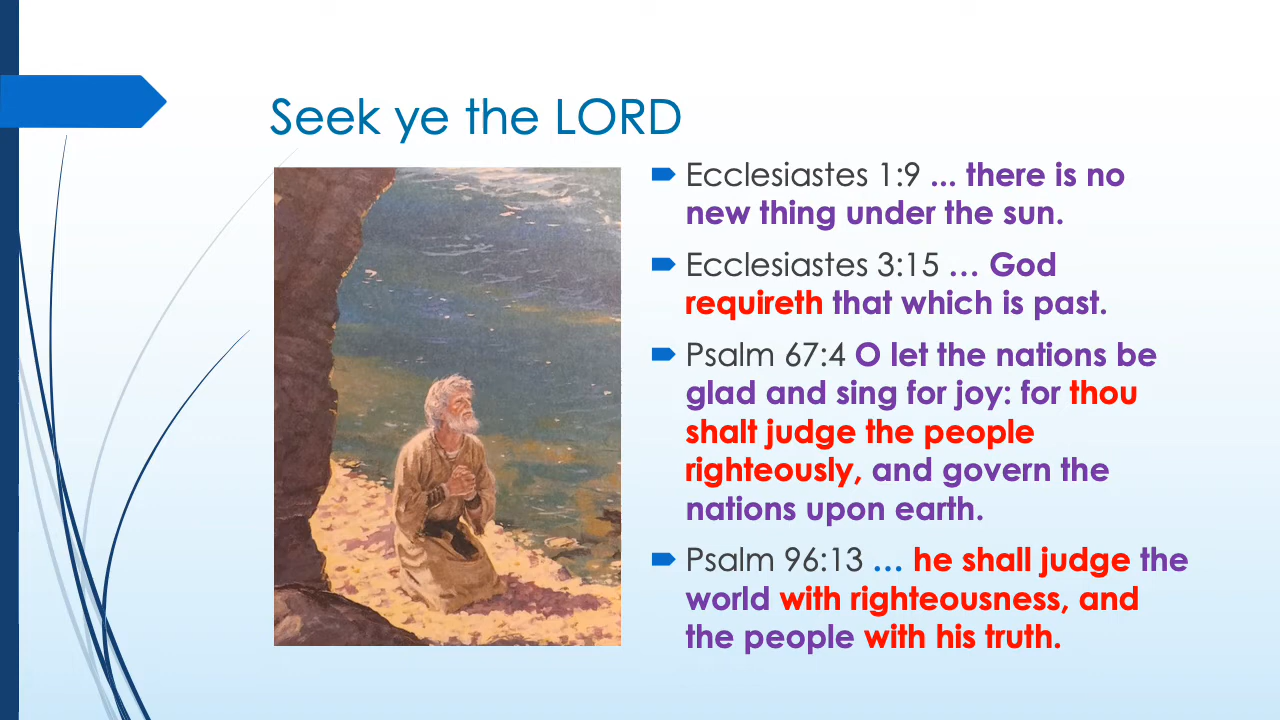 Seek ye the LORD
Ecclesiastes 1:9 ... there is no
new thing under the sun.
Ecclesiastes 3:15 … God
requireth that which is past.
Psalm 67:4 O let the nations be
glad and sing for joy: for thou
shalt judge the people
righteously, and govern the
nations upon earth.
Psalm 96:13 … he shall judge the
world with righteousness, and
the people with his truth.